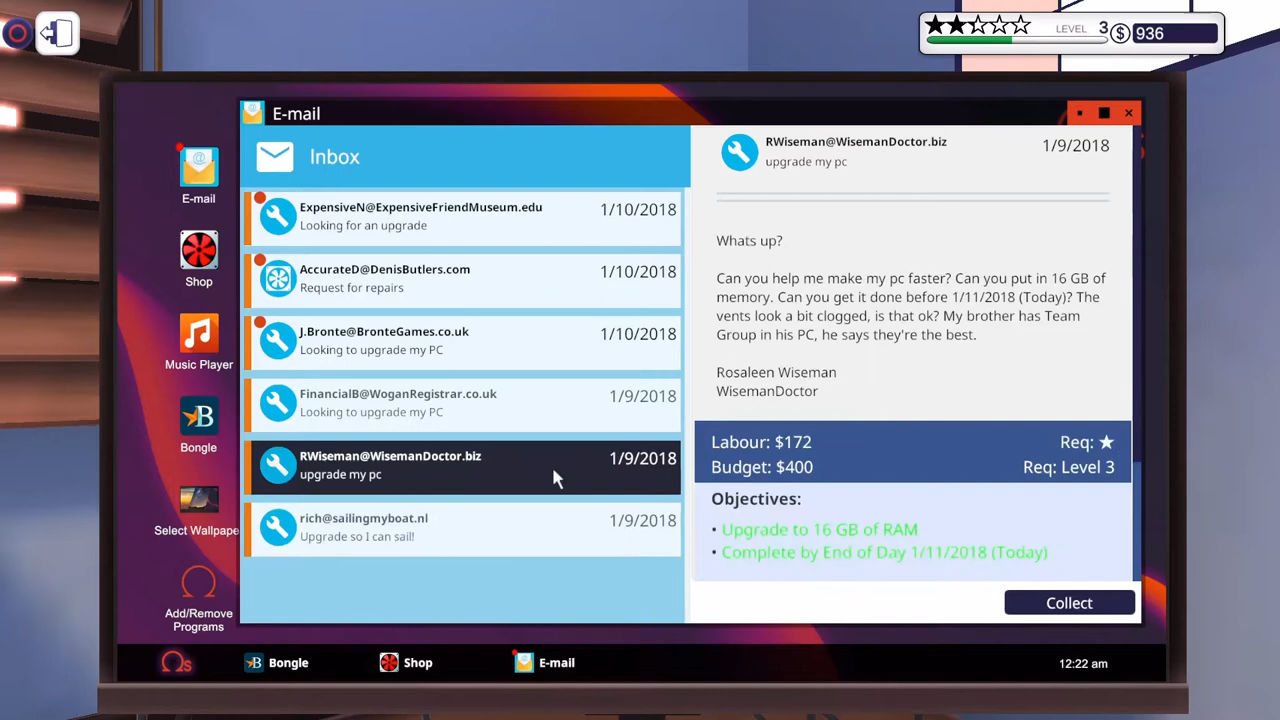 LEVEL 3
$ 936
E-mail
Inbox
ExpensiveN@ExpensiveFriendMuseum.edu 1/10/2018
Looking for an upgrade
AccurateD@DenisButlers.com 1/10/2018
Request for repairs
J.Bronte@BronteGames.co.uk 1/10/2018
Looking to upgrade my PC
FinancialB@WoganRegistrar.co.uk 1/9/2018
Looking to upgrade my PC
RWiseman@WisemanDoctor.biz 1/9/2018
upgrade my pc
rich@sailingmyboat.nl 1/9/2018
Upgrade so I can sail!
RWiseman@WisemanDoctor.biz 1/9/2018
upgrade my pc
Whats up?
Can you help me make my pc faster? Can you put in 16 GB of
memory. Can you get it done before 1/11/2018 (Today)? The
vents look a bit clogged, is that ok? My brother has Team
Group in his PC, he says they're the best.
Rosaleen Wiseman
WisemanDoctor
Labour: $172 Req: ★
Budget: $400 Req: Level 3
Objectives:
• Upgrade to 16 GB of RAM
• Complete by End of Day 1/11/2018 (Today)
Collect
E-mail
Shop
Music Player
Bongle
Select Wallpape
Add/Remove
Programs
Ωs Bongle Shop E-mail 12:22 am